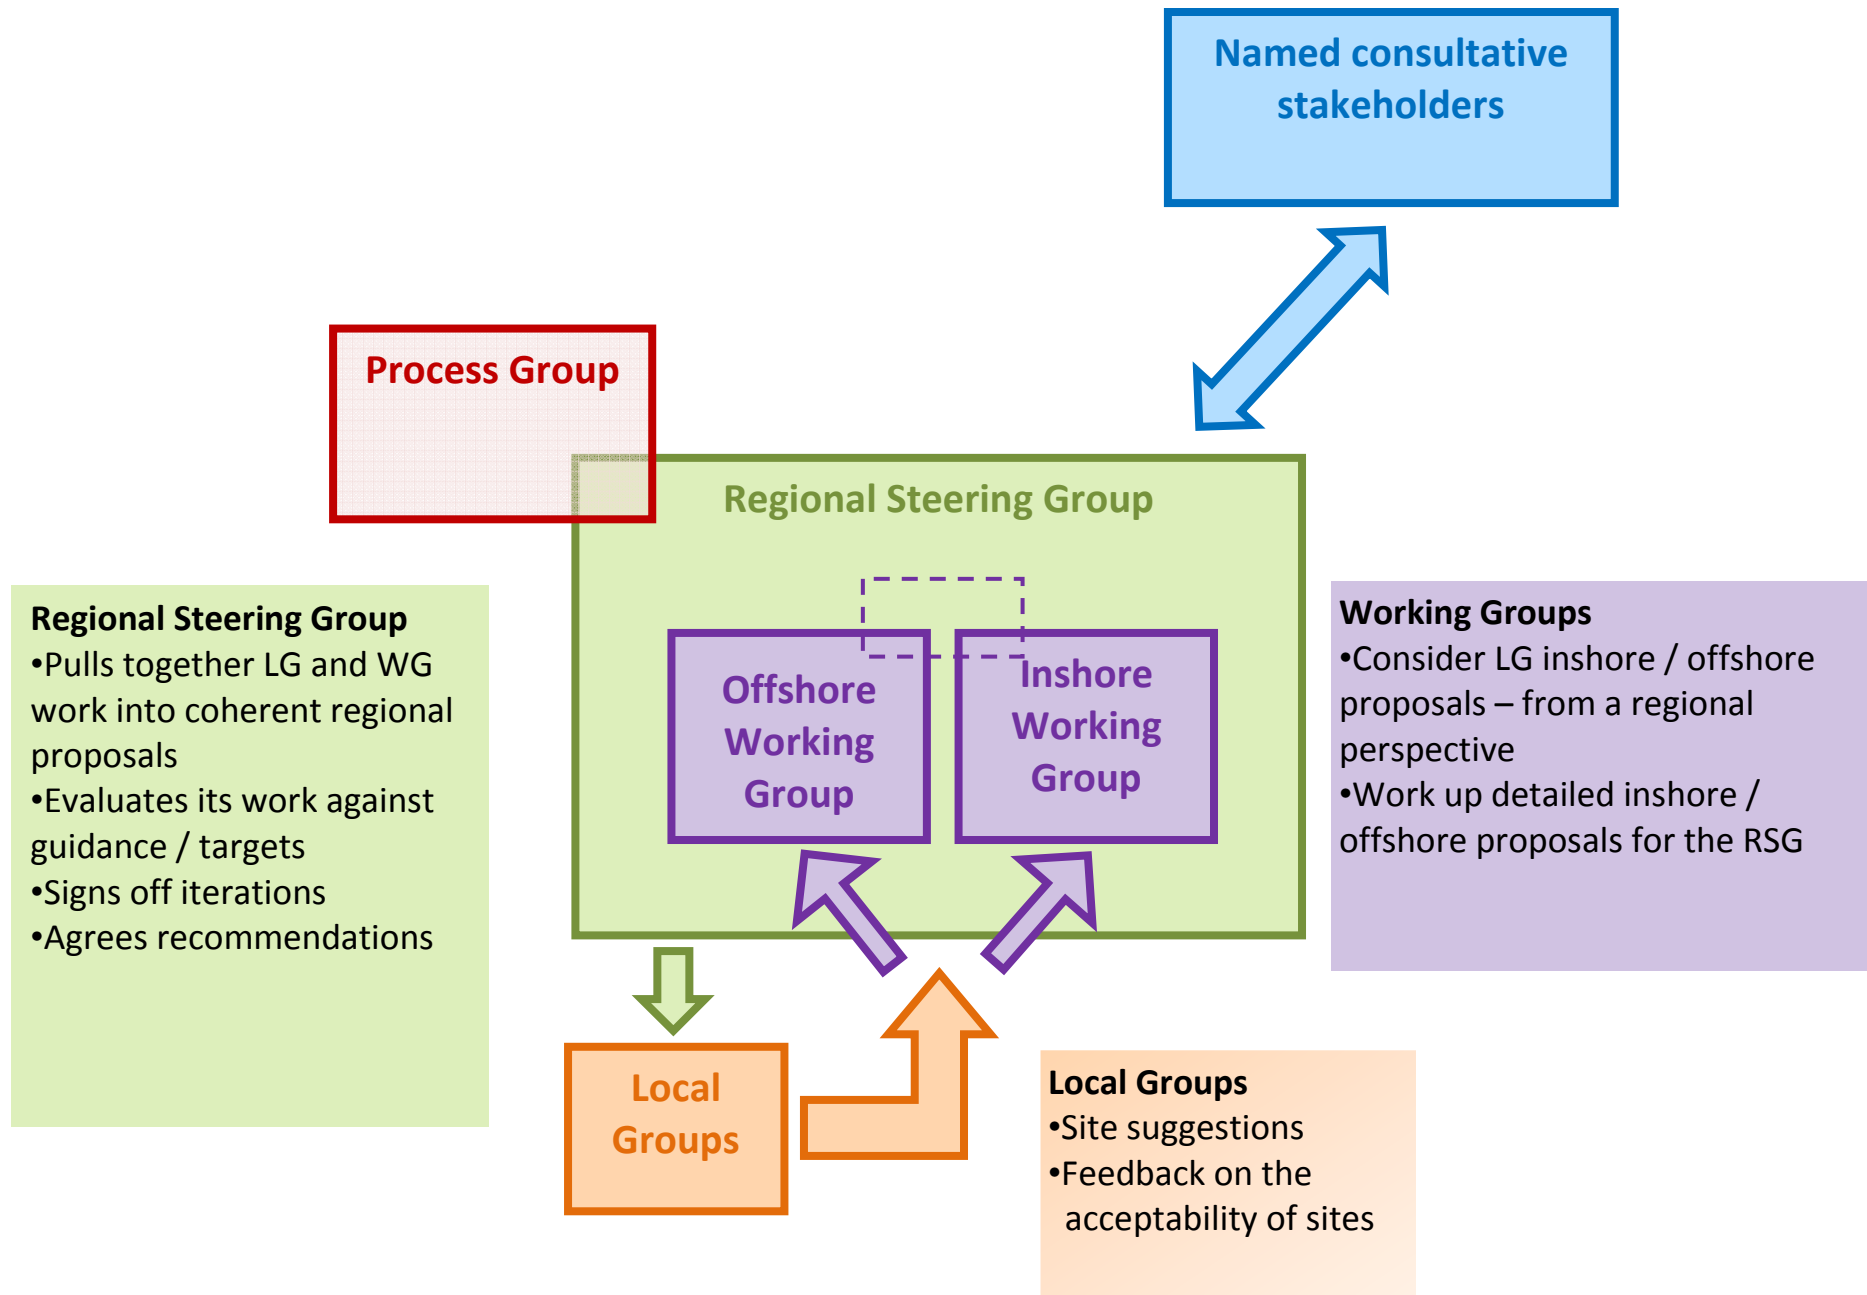 Named consultative
stakeholders
Process Group
Regional Steering Group
Offshore
Working
Group
Inshore
Working
Group
Regional Steering Group
•Pulls together LG and WG
work into coherent regional
proposals
•Evaluates its work against
guidance / targets
•Signs off iterations
•Agrees recommendations
Working Groups
•Consider LG inshore / offshore
proposals – from a regional
perspective
•Work up detailed inshore /
offshore proposals for the RSG
Local
Groups
Local Groups
•Site suggestions
•Feedback on the
acceptability of sites